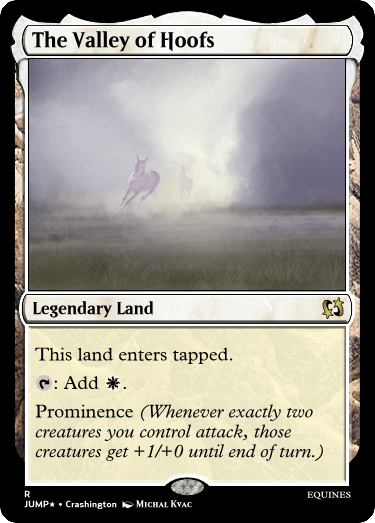 The Valley of Hoofs
Legendary Land
This land enters tapped.
: Add .
Prominence (Whenever exactly two
creatures you control attack, those
creatures get +1/+0 until end of turn.)
R
JUMP★ • Crashington Michal Kvac
EQUINES